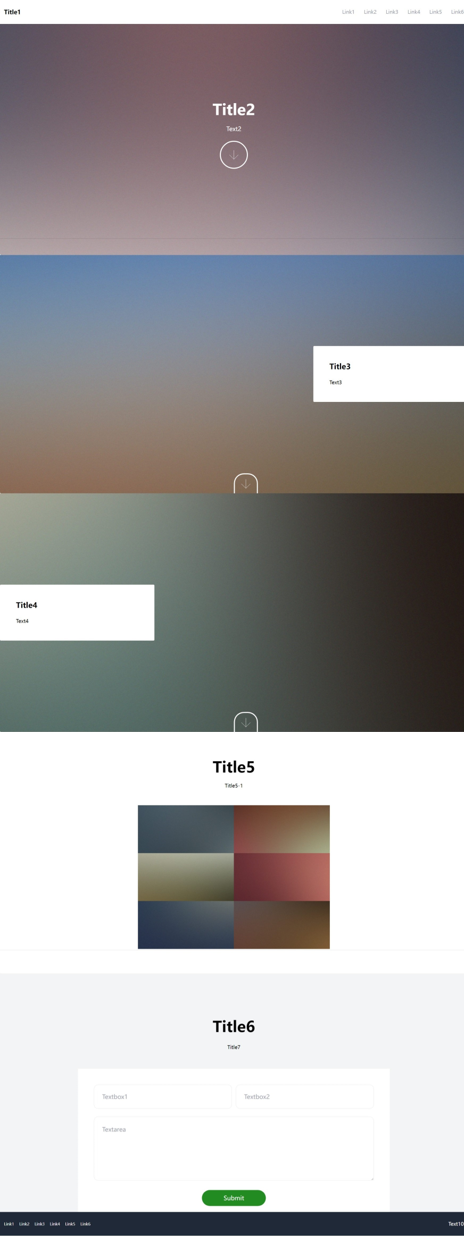 Title1 Link1 Link2 Link3 Link4 Link5 Link6
Title2
Text2
Title3
Text3
Title4
Text4
Title5
Title5-1
Title6
Title7
Textbox1 Textbox2
Textarea
Submit
Link1 Link2 Link3 Link4 Link5 Link6 Text10